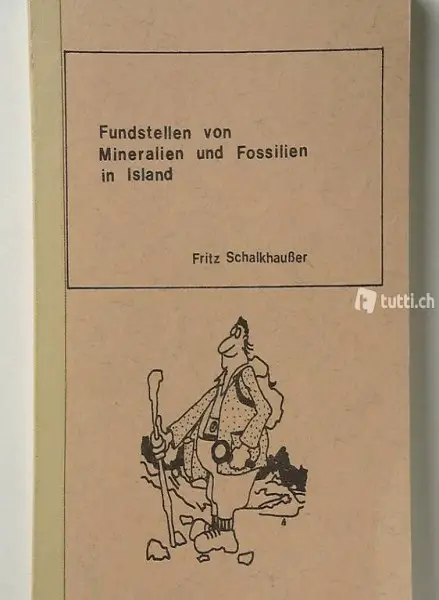 Fundstellen von
Mineralien und Fossilien
in Island
Fritz Schalkhaußer
tutti.ch